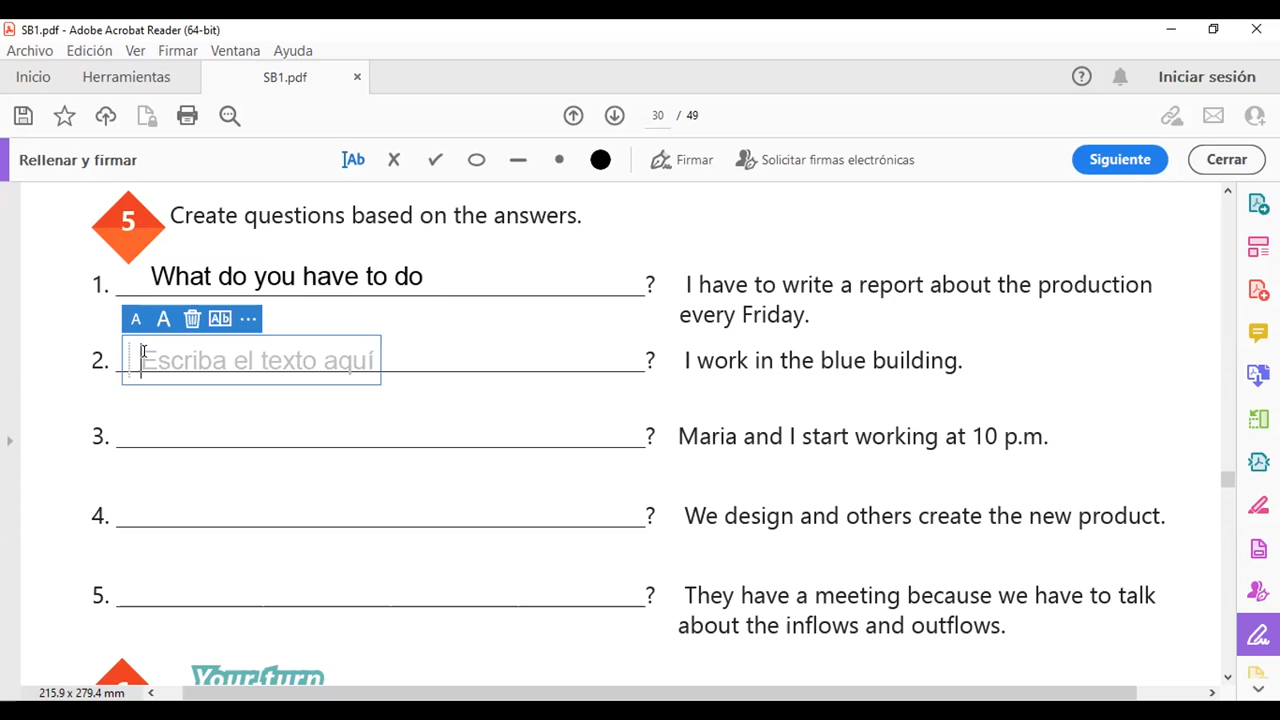 SB1.pdf - Adobe Acrobat Reader (64-bit)
Archivo Edición Ver Firmar Ventana Ayuda
Inicio Herramientas SB1.pdf × Iniciar sesión
30 / 49
Rellenar y firmar Ab Firmar Solicitar firmas electrónicas Siguiente Cerrar
5 Create questions based on the answers.
1. What do you have to do ? I have to write a report about the production
every Friday.
A A Ab ...
2. Escriba el texto aquí ? I work in the blue building.
3. ? Maria and I start working at 10 p.m.
4. ? We design and others create the new product.
5. ? They have a meeting because we have to talk
about the inflows and outflows.
Your turn
215.9 x 279.4 mm